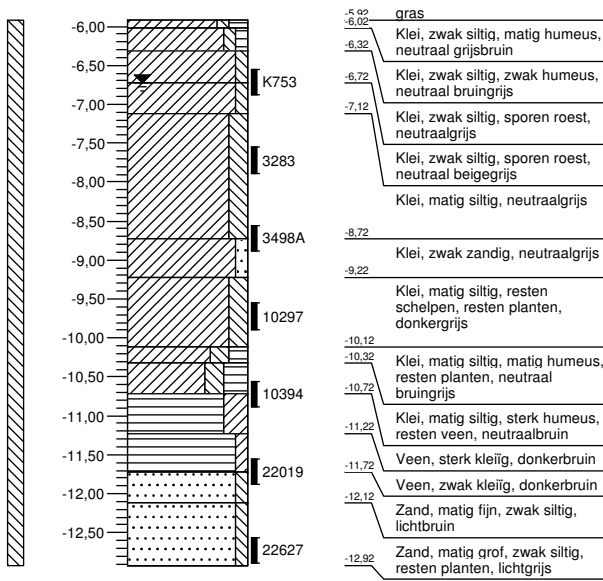 -6,00
-6,50
-7,00
-7,50
-8,00
-8,50
-9,00
-9,50
-10,00
-10,50
-11,00
-11,50
-12,00
-12,50
K753
3283
3498A
10297
10394
22019
22627
-5,92
gras
-6,02
Klei, zwak siltig, matig humeus,
neutraal grijsbruin
-6,32
Klei, zwak siltig, zwak humeus,
neutraal bruingrijs
-6,72
Klei, zwak siltig, sporen roest,
neutraalgrijs
-7,12
Klei, zwak siltig, sporen roest,
neutraal beigegrijs
Klei, matig siltig, neutraalgrijs
-8,72
Klei, zwak zandig, neutraalgrijs
-9,22
Klei, matig siltig, resten
schelpen, resten planten,
donkergrijs
-10,12
-10,32
Klei, matig siltig, matig humeus,
resten planten, neutraal
bruingrijs
-10,72
Klei, matig siltig, sterk humeus,
resten veen, neutraalbruin
-11,22
Veen, sterk kleiïg, donkerbruin
-11,72
Veen, zwak kleiïg, donkerbruin
-12,12
Zand, matig fijn, zwak siltig,
lichtbruin
-12,92
Zand, matig grof, zwak siltig,
resten planten, lichtgrijs